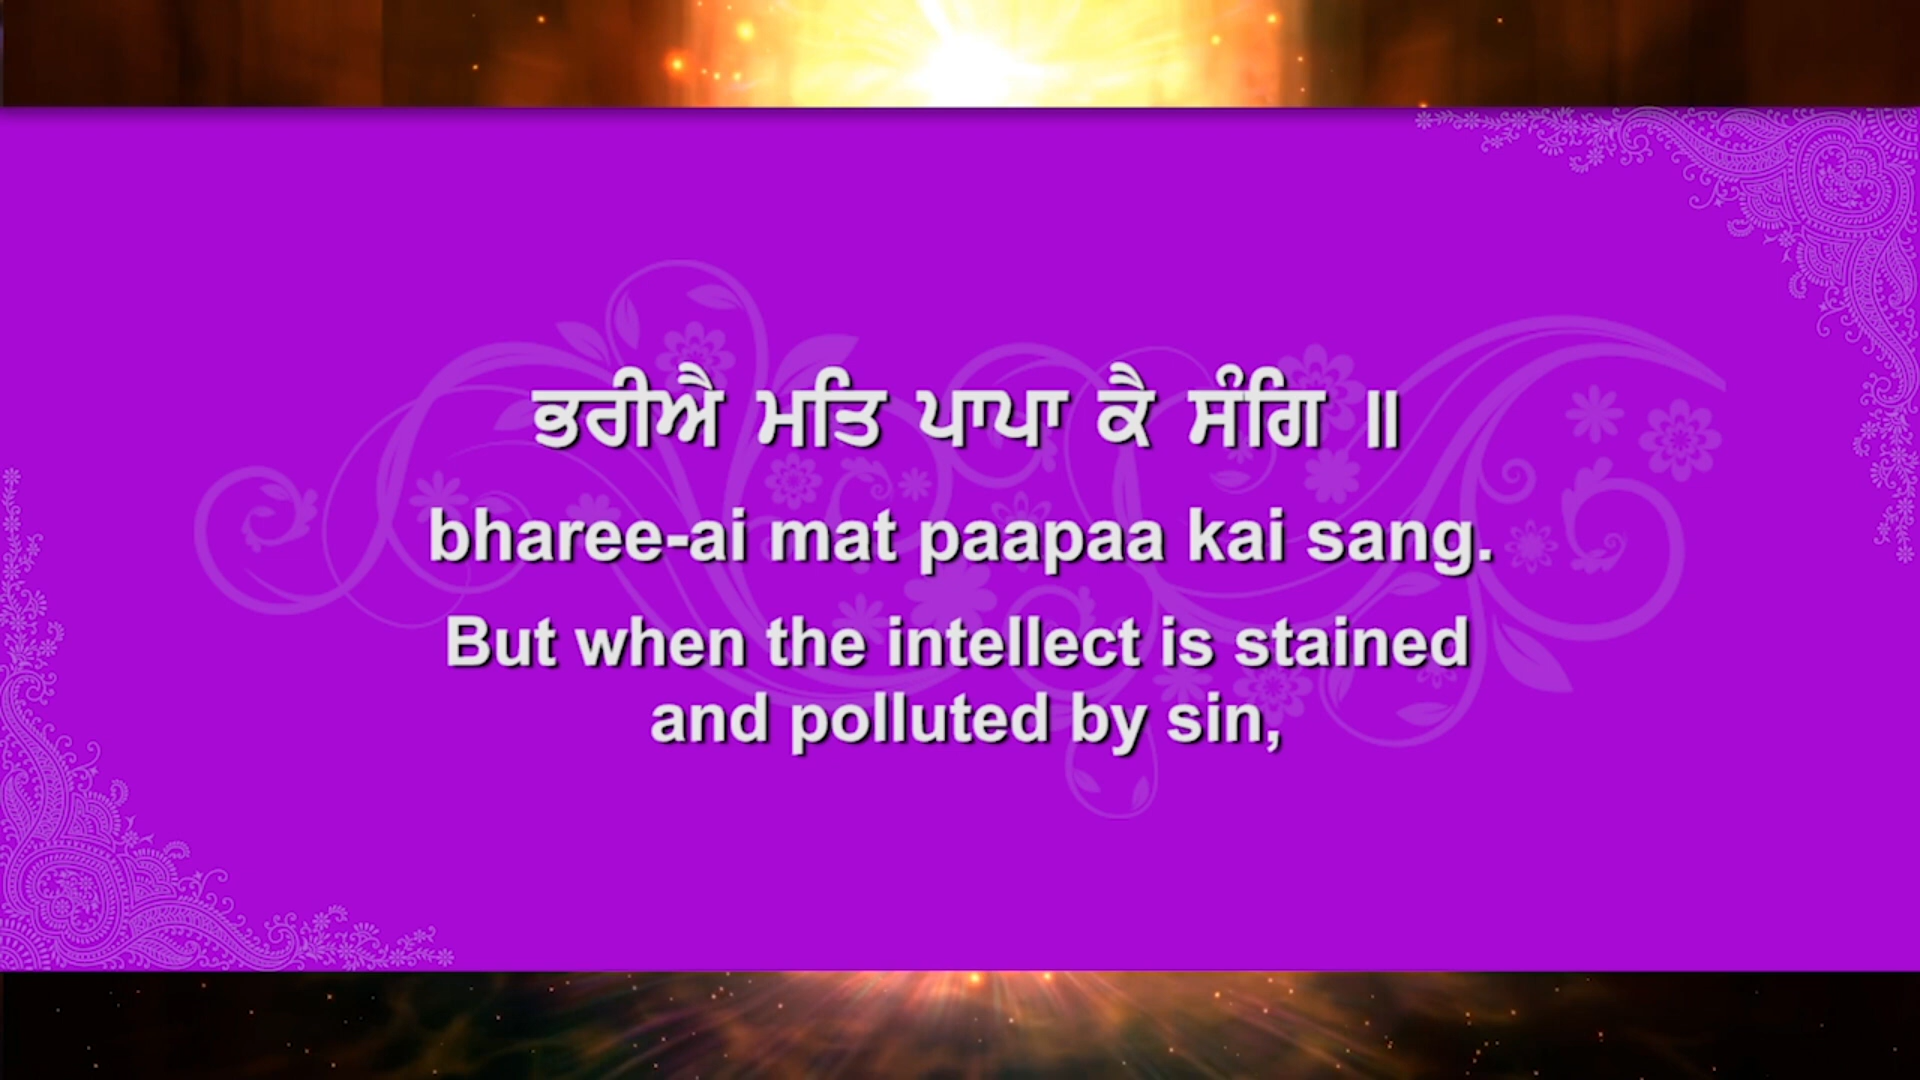 ਭਰੀਐ ਮਤਿ ਪਾਪਾ ਕੈ ਸੰਗਿ ॥
bharee-ai mat paapaa kai sang.
But when the intellect is stained
and polluted by sin,